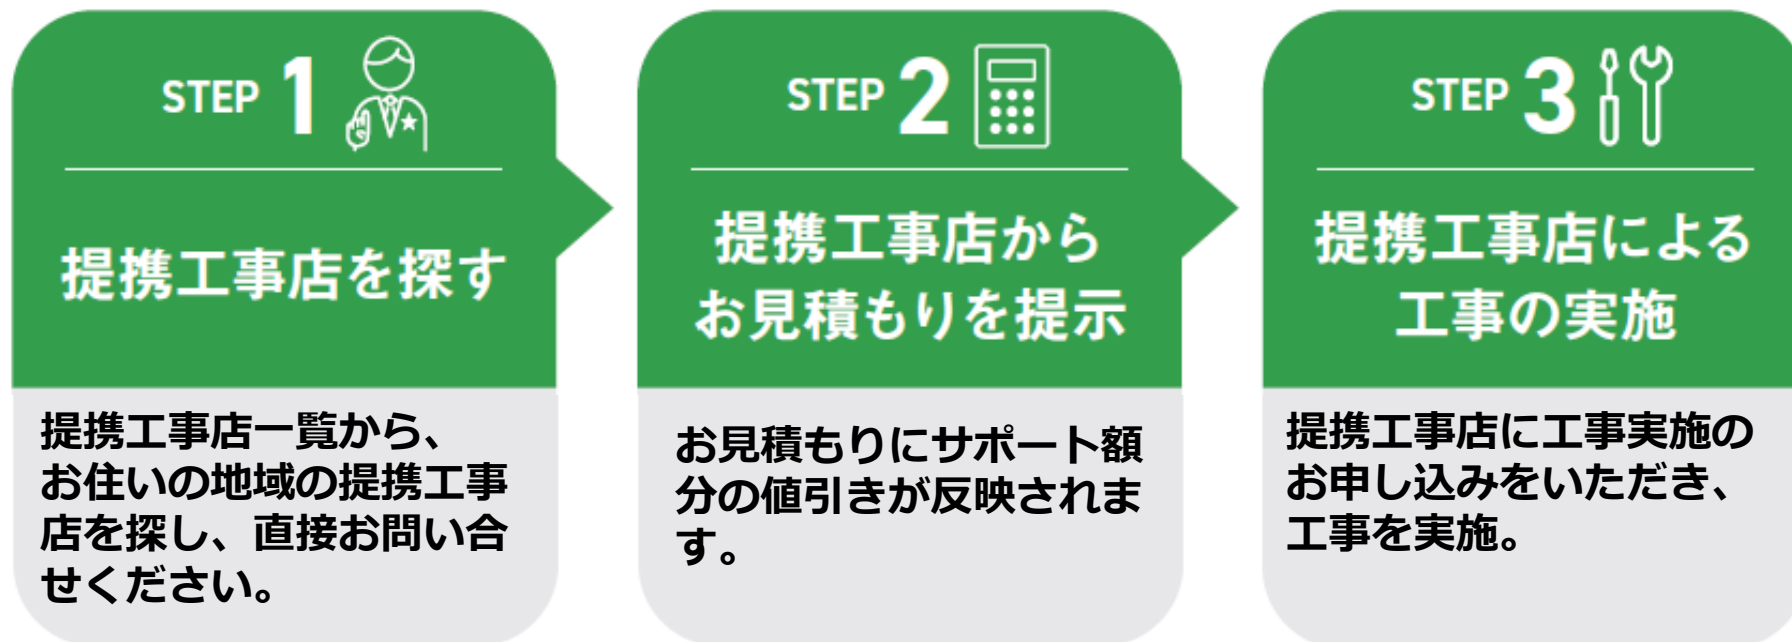 STEP 1
提携工事店を探す
提携工事店一覧から、
お住いの地域の提携工事
店を探し、直接お問い合
せください。
STEP 2
提携工事店から
お見積もりを提示
お見積もりにサポート額
分の値引きが反映されま
す。
STEP 3
提携工事店による
工事の実施
提携工事店に工事実施の
お申し込みをいただき、
工事を実施。